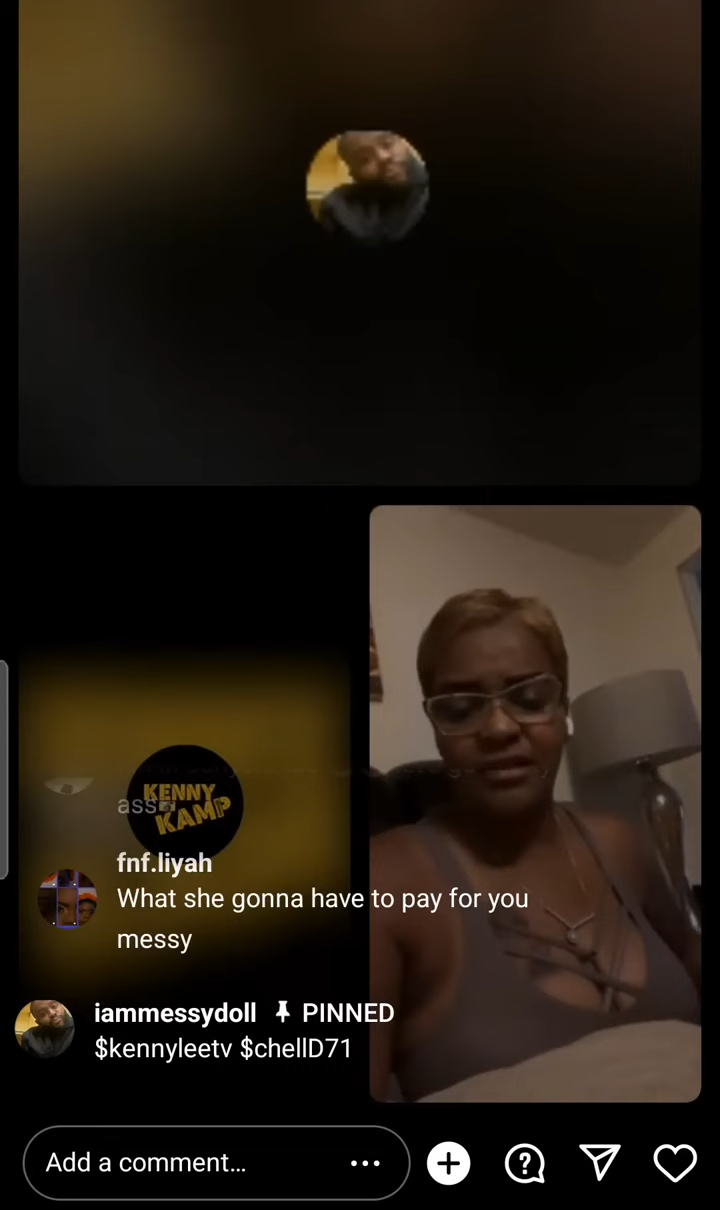 KENNY
KAMP
ass
fnf.liyah
What she gonna have to pay for you
messy
iammessydoll PINNED
$kennyleetv $chellD71
Add a comment...